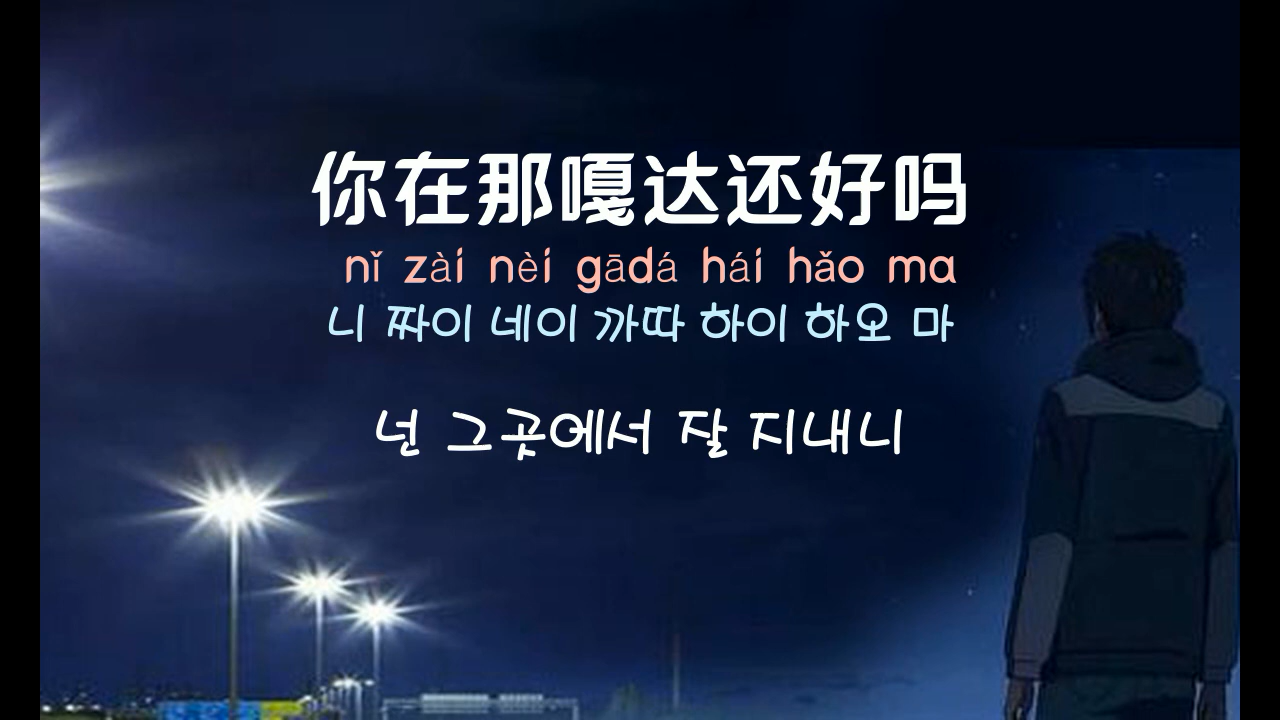 你在那嘎达还好吗
nǐ zài nèi gādá hái hǎo ma
니 짜이 네이 까따 하이 하오 마
넌 그곳에서 잘 지내니